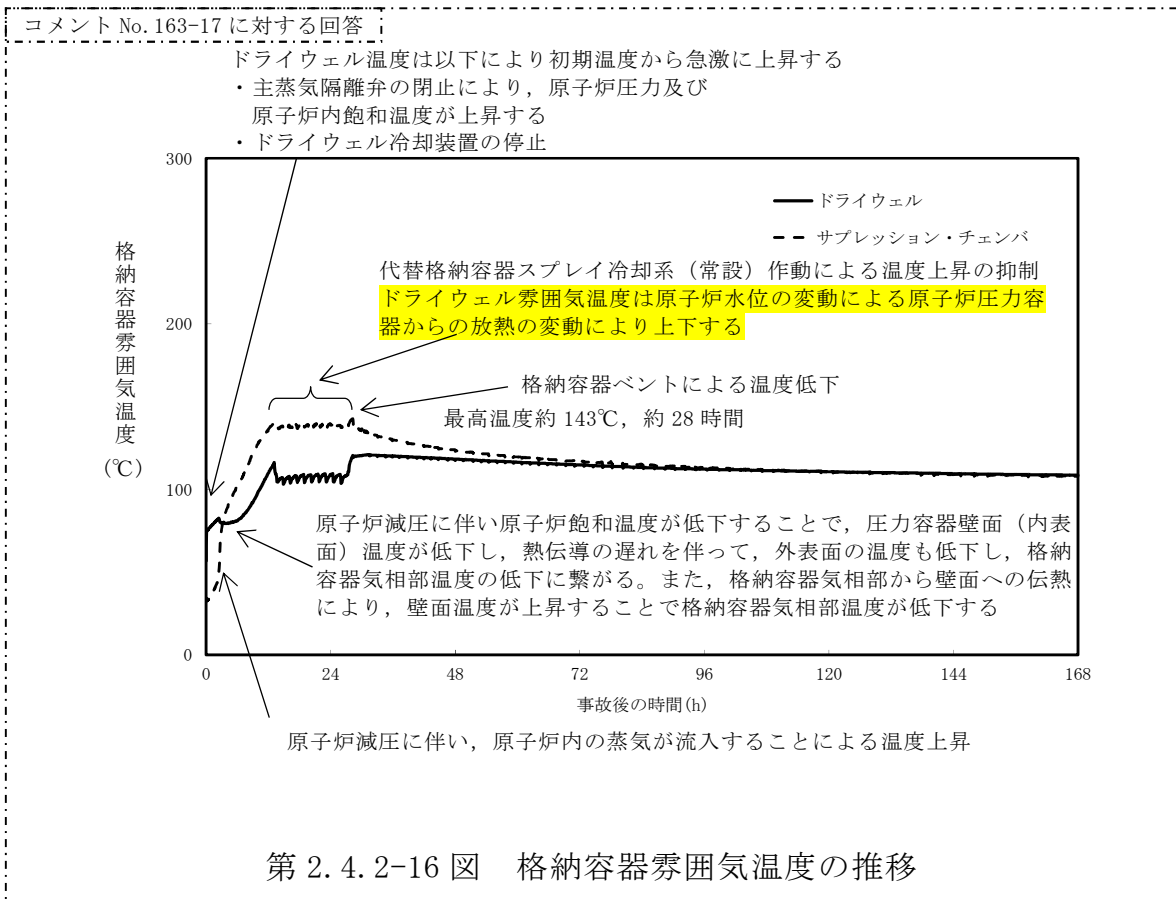 コメント No.163-17 に対する回答
ドライウェル温度は以下により初期温度から急激に上昇する
・主蒸気隔離弁の閉止により，原子炉圧力及び
原子炉内飽和温度が上昇する
・ドライウェル冷却装置の停止
300
200
100
0
格納容器雰囲気温度
(℃)
ドライウェル
サプレッション・チェンバ
代替格納容器スプレイ冷却系（常設）作動による温度上昇の抑制
ドライウェル雰囲気温度は原子炉水位の変動による原子炉圧力容
器からの放熱の変動により上下する
格納容器ベントによる温度低下
最高温度約 143℃，約 28 時間
原子炉減圧に伴い原子炉飽和温度が低下することで，圧力容器壁面（内表
面）温度が低下し，熱伝導の遅れを伴って，外表面の温度も低下し，格納
容器気相部温度の低下に繋がる。また，格納容器気相部から壁面への伝熱
により，壁面温度が上昇することで格納容器気相部温度が低下する
0 24 48 72 96 120 144 168
事故後の時間(h)
原子炉減圧に伴い，原子炉内の蒸気が流入することによる温度上昇
第 2.4.2-16 図　格納容器雰囲気温度の推移